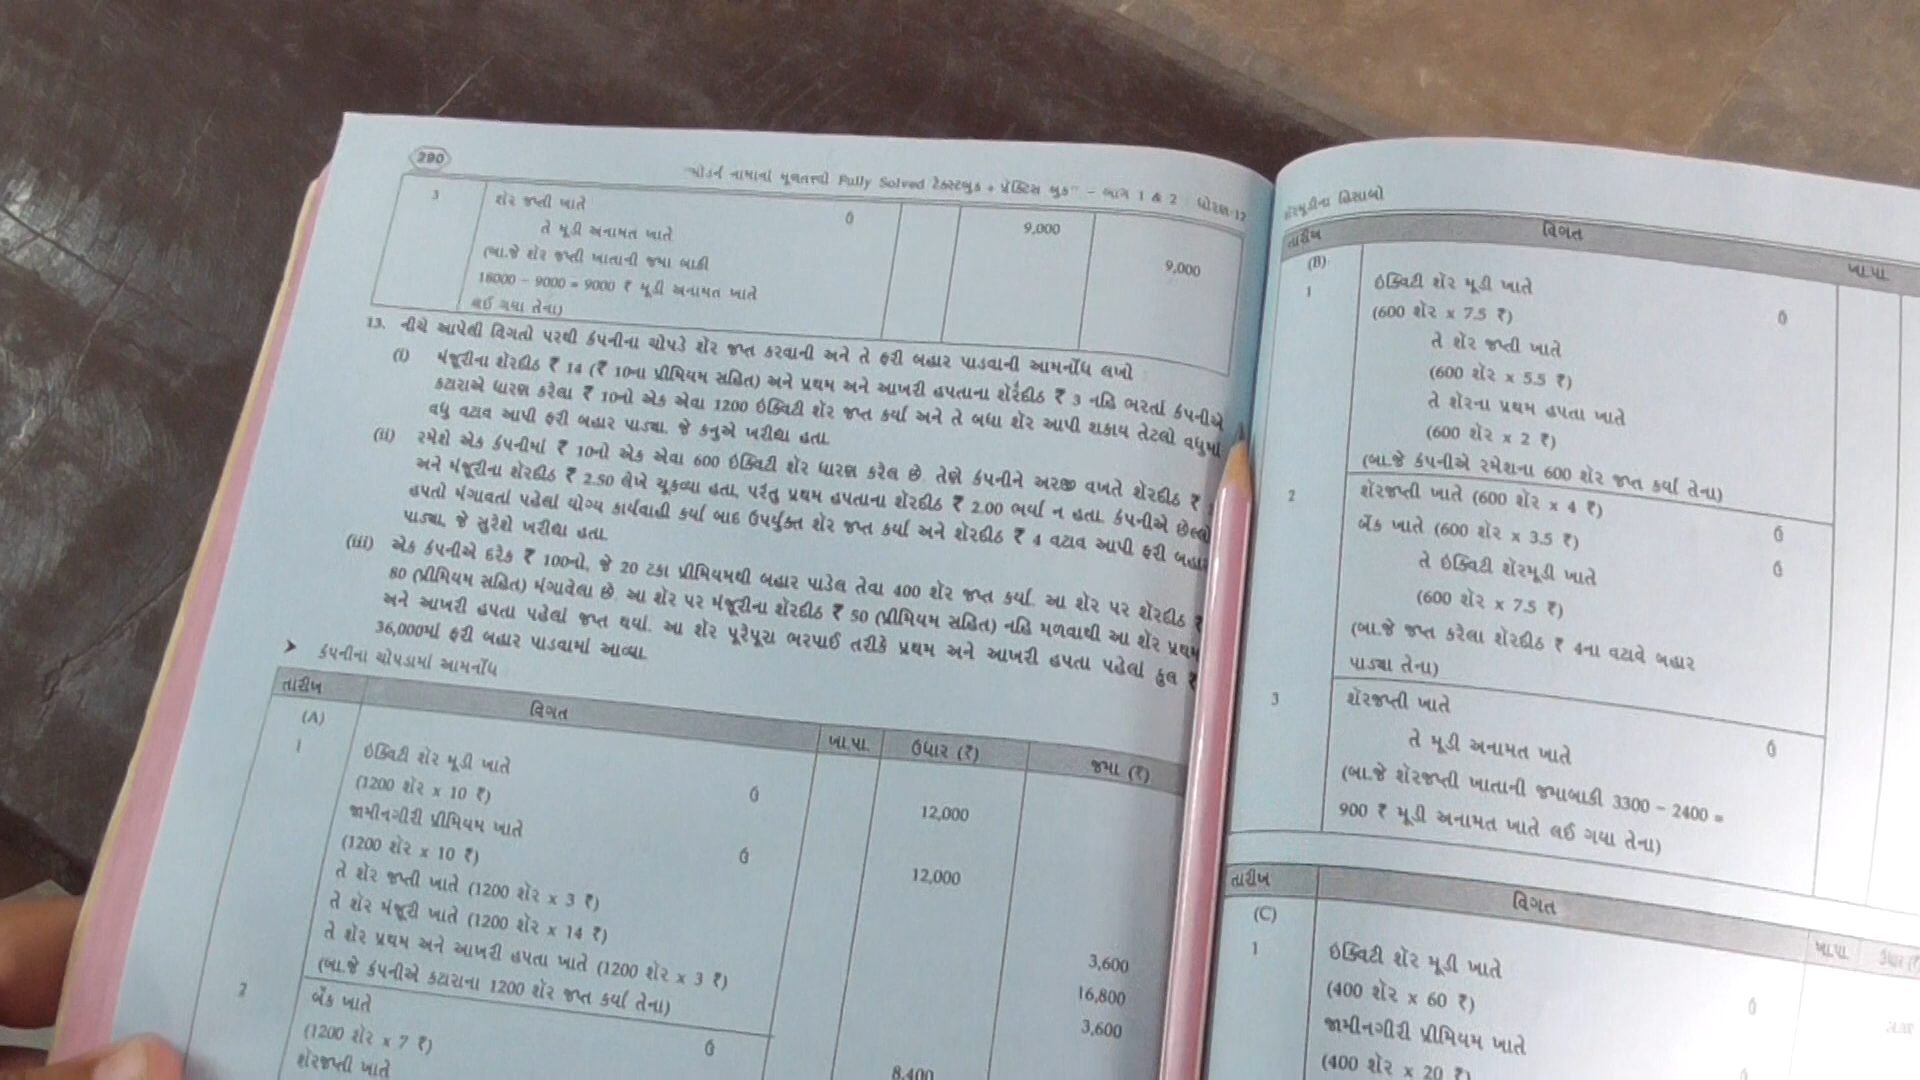 290
"મોડર્ન નામાનાં મૂળતત્ત્વો Fully Solved ટેક્સ્ટબુક + પ્રૅક્ટિસ બુક" – ભાગ 1 & 2 : ધોરણ 12
3 શૅર જપ્તી ખાતે ઉ 9,000
તે મૂડી અનામત ખાતે 9,000
(બા.જે શૅર જપ્તી ખાતાની જમા બાકી
18000 – 9000 = 9000 ₹ મૂડી અનામત ખાતે
લઈ ગયા તેના)
13. નીચે આપેલી વિગતો પરથી કંપનીના ચોપડે શૅર જપ્ત કરવાની અને તે ફરી બહાર પાડવાની આમનોંધ લખો
(i) મંજૂરીના શૅરદીઠ ₹ 14 (₹ 10ના પ્રીમિયમ સહિત) અને પ્રથમ અને આખરી હપતાના શૅરદીઠ ₹ 3 નહિ ભરતાં કંપનીએ
કટારાએ ધારણ કરેલા ₹ 10નો એક એવા 1200 ઇક્વિટી શૅર જપ્ત કર્યા અને તે બધા શૅર આપી શકાય તેટલો વધુમાં
વધુ વટાવ આપી ફરી બહાર પાડ્યા. જે કનુએ ખરીદ્યા હતા.
(ii) રમેશે એક કંપનીમાં ₹ 10નો એક એવા 600 ઇક્વિટી શૅર ધારણ કરેલ છે. તેણે કંપનીને અરજી વખતે શૅરદીઠ ₹
અને મંજૂરીના શૅરદીઠ ₹ 2.50 લેખે ચૂકવ્યા હતા, પરંતુ પ્રથમ હપતાના શૅરદીઠ ₹ 2.00 ભર્યા ન હતા. કંપનીએ છેલ્લો
હપતો મંગાવતાં પહેલાં યોગ્ય કાર્યવાહી કર્યા બાદ ઉપર્યુક્ત શૅર જપ્ત કર્યા અને શૅરદીઠ ₹ 4 વટાવ આપી ફરી બહાર
પાડ્યા, જે સુરેશે ખરીદ્યા હતા.
(iii) એક કંપનીએ દરેક ₹ 100નો, જે 20 ટકા પ્રીમિયમથી બહાર પાડેલ તેવા 400 શૅર જપ્ત કર્યા. આ શૅર પર શૅરદીઠ ₹
80 (પ્રીમિયમ સહિત) મંગાવેલા છે. આ શૅર પર મંજૂરીના શૅરદીઠ ₹ 50 (પ્રીમિયમ સહિત) નહિ મળવાથી આ શૅર પ્રથમ
અને આખરી હપતા પહેલાં જપ્ત થયાં. આ શૅર પૂરેપૂરા ભરપાઈ તરીકે પ્રથમ અને આખરી હપતા પહેલાં કુલ ₹
36,000માં ફરી બહાર પાડવામાં આવ્યા.
➤ કંપનીના ચોપડામાં આમનોંધ
તારીખ વિગત ખા.પા. ઉધાર (₹) જમા (₹)
(A)
1 ઇક્વિટી શૅર મૂડી ખાતે ઉ 12,000
(1200 શૅર x 10 ₹)
જામીનગીરી પ્રીમિયમ ખાતે ઉ 12,000
(1200 શૅર x 10 ₹)
તે શૅર જપ્તી ખાતે (1200 શૅર x 3 ₹) 3,600
તે શૅર મંજૂરી ખાતે (1200 શૅર x 14 ₹) 16,800
તે શૅર પ્રથમ અને આખરી હપતા ખાતે (1200 શૅર x 3 ₹) 3,600
(બા.જે કંપનીએ કટારાના 1200 શૅર જપ્ત કર્યા તેના)
2 બૅંક ખાતે ઉ 8,400
(1200 શૅર x 7 ₹)
શૅરજપ્તી ખાતે
શૅરમૂડીના હિસાબો
તારીખ વિગત ખા.પા.
(B)
1 ઇક્વિટી શૅર મૂડી ખાતે ઉ
(600 શૅર x 7.5 ₹)
તે શૅર જપ્તી ખાતે
(600 શૅર x 5.5 ₹)
તે શૅરના પ્રથમ હપતા ખાતે
(600 શૅર x 2 ₹)
(બા.જે કંપનીએ રમેશના 600 શૅર જપ્ત કર્યા તેના)
2 શૅરજપ્તી ખાતે (600 શૅર x 4 ₹) ઉ
બૅંક ખાતે (600 શૅર x 3.5 ₹) ઉ
તે ઇક્વિટી શૅરમૂડી ખાતે
(600 શૅર x 7.5 ₹)
(બા.જે જપ્ત કરેલા શૅરદીઠ ₹ 4ના વટાવે બહાર
પાડ્યા તેના)
3 શૅરજપ્તી ખાતે ઉ
તે મૂડી અનામત ખાતે
(બા.જે શૅરજપ્તી ખાતાની જમાબાકી 3300 – 2400 =
900 ₹ મૂડી અનામત ખાતે લઈ ગયા તેના)
તારીખ વિગત ખા.પા. ઉધાર (₹
(C)
1 ઇક્વિટી શૅર મૂડી ખાતે ઉ
(400 શૅર x 60 ₹)
જામીનગીરી પ્રીમિયમ ખાતે
(400 શૅર x 20 ₹)